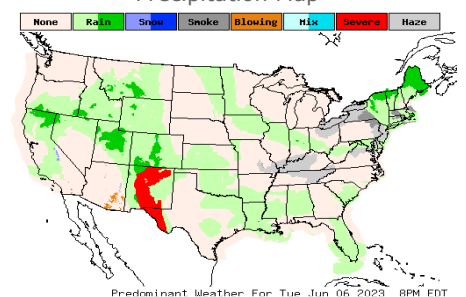 Precipitation Map
None Rain Snow Smoke Blowing Mix Severe Haze
Predominant Weather For Tue Jun 06 2023 8PM EDT